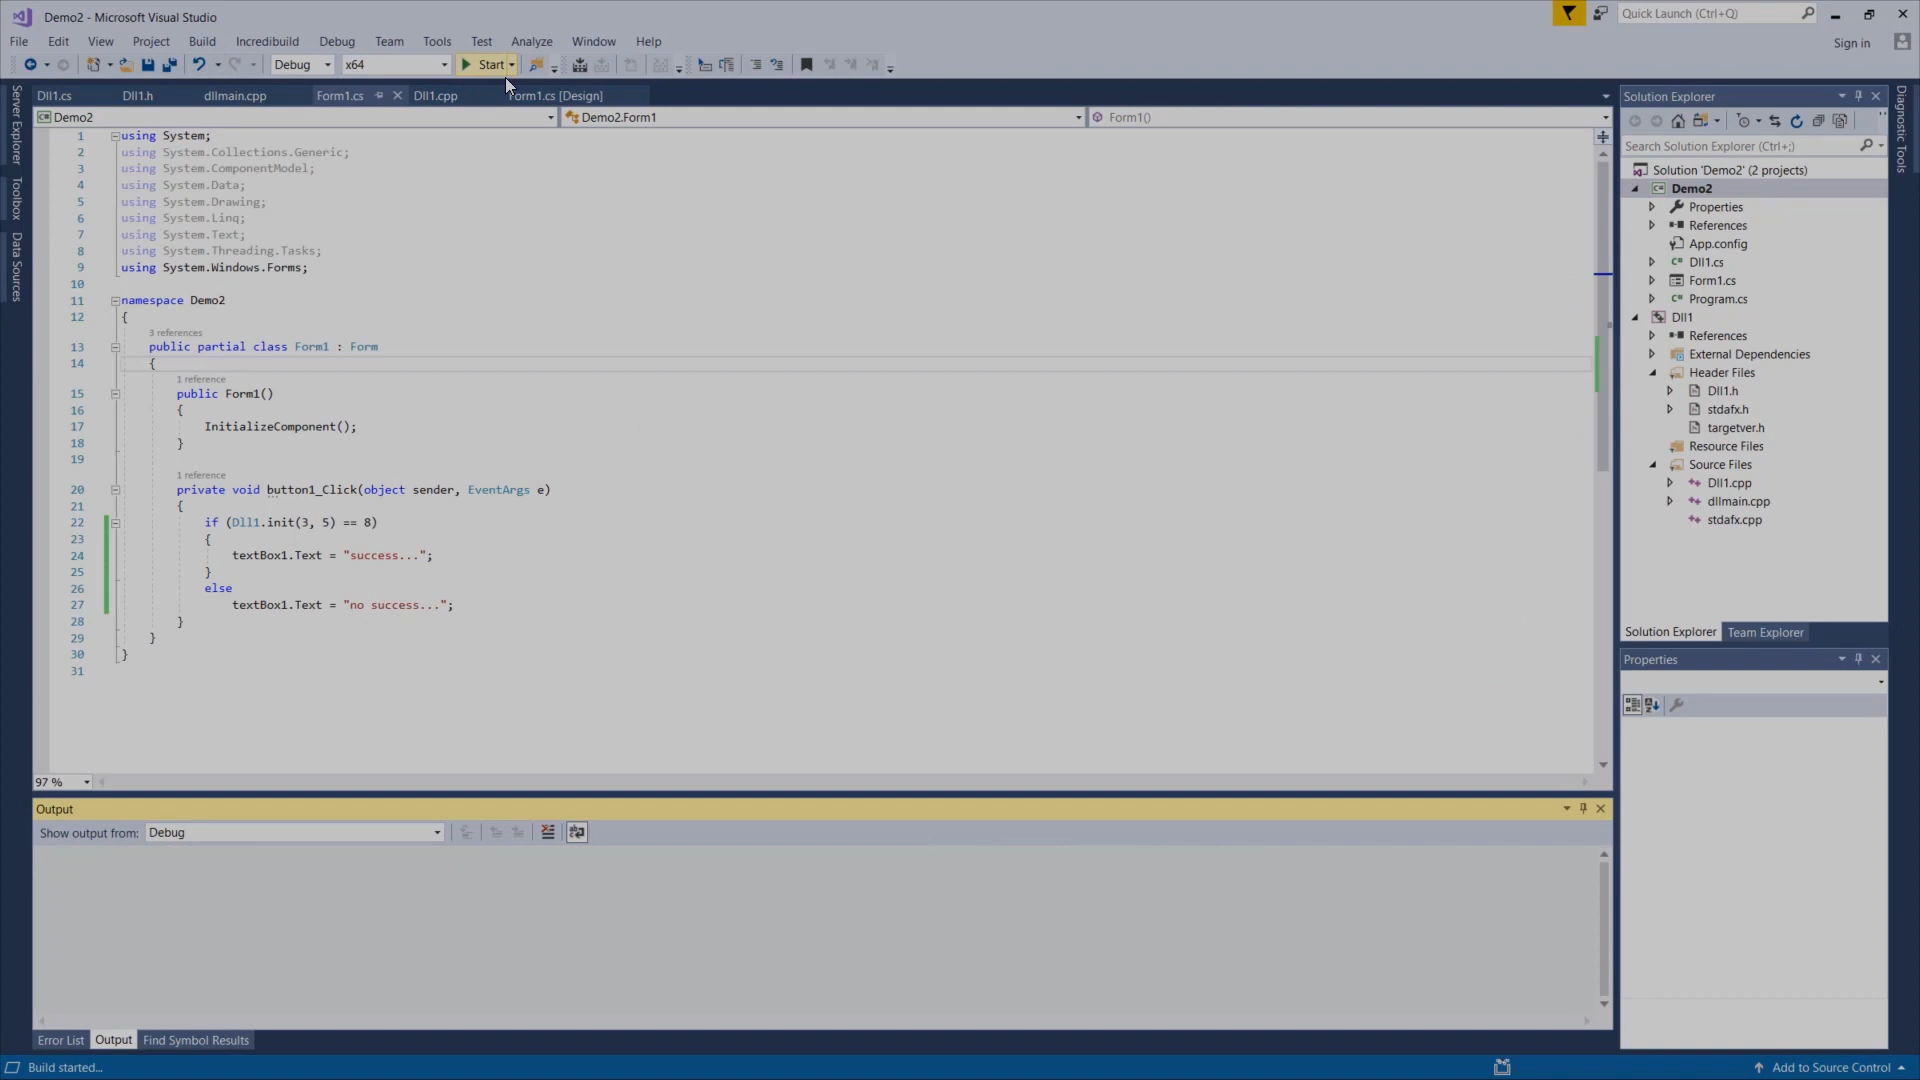 Demo2 - Microsoft Visual Studio
Quick Launch (Ctrl+Q)
File Edit View Project Build Incredibuild Debug Team Tools Test Analyze Window Help
Sign in
Debug x64 Start
Dll1.cs Dll1.h dllmain.cpp Form1.cs Dll1.cpp Form1.cs [Design]
Demo2 Demo2.Form1 Form1()
Server Explorer
Toolbox
Data Sources
1 using System;
2 using System.Collections.Generic;
3 using System.ComponentModel;
4 using System.Data;
5 using System.Drawing;
6 using System.Linq;
7 using System.Text;
8 using System.Threading.Tasks;
9 using System.Windows.Forms;
10
11 namespace Demo2
12 {
3 references
13 public partial class Form1 : Form
14 {
1 reference
15 public Form1()
16 {
17 InitializeComponent();
18 }
19
1 reference
20 private void button1_Click(object sender, EventArgs e)
21 {
22 if (Dll1.init(3, 5) == 8)
23 {
24 textBox1.Text = "success...";
25 }
26 else
27 textBox1.Text = "no success...";
28 }
29 }
30 }
31
97 %
Output
Show output from: Debug
Error List Output Find Symbol Results
Build started...
Add to Source Control
Solution Explorer
Search Solution Explorer (Ctrl+;)
Solution 'Demo2' (2 projects)
Demo2
Properties
References
App.config
Dll1.cs
Form1.cs
Program.cs
Dll1
References
External Dependencies
Header Files
Dll1.h
stdafx.h
targetver.h
Resource Files
Source Files
Dll1.cpp
dllmain.cpp
stdafx.cpp
Solution Explorer Team Explorer
Properties
Diagnostic Tools